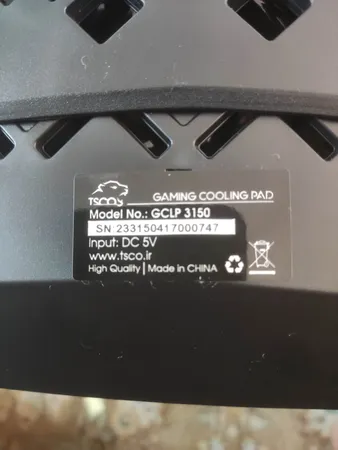 GAMING COOLING PAD
TSCO
Model No.: GCLP 3150
SN:233150417000747
Input: DC 5V
www.tsco.ir
High Quality | Made in CHINA